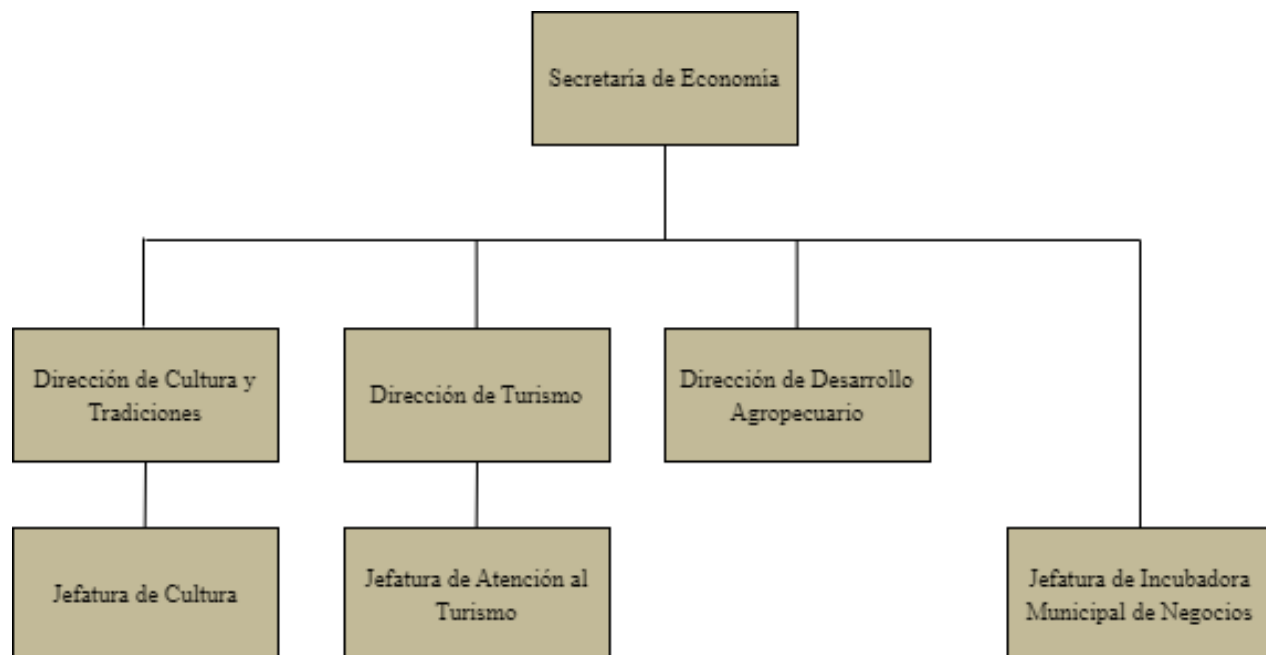 Secretaría de Economía
Dirección de Cultura y
Tradiciones
Dirección de Turismo
Dirección de Desarrollo
Agropecuario
Jefatura de Cultura
Jefatura de Atención al
Turismo
Jefatura de Incubadora
Municipal de Negocios